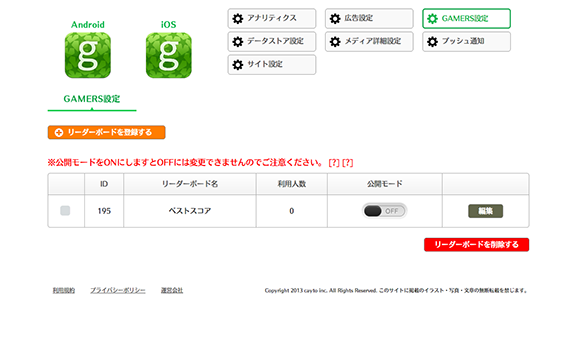 Android
iOS
g
g
アナリティクス
広告設定
GAMERS設定
データストア設定
メディア詳細設定
プッシュ通知
サイト設定
GAMERS設定
リーダーボードを登録する
※公開モードをONにしますとOFFには変更できませんのでご注意ください。 [?] [?]
ID リーダーボード名 利用人数 公開モード
195 ベストスコア 0 OFF 編集
リーダーボードを削除する
利用規約 プライバシーポリシー 運営会社 Copyright 2013 cayto inc. All Rights Reserved. このサイトに掲載のイラスト・写真・文章の無断転載を禁じます。